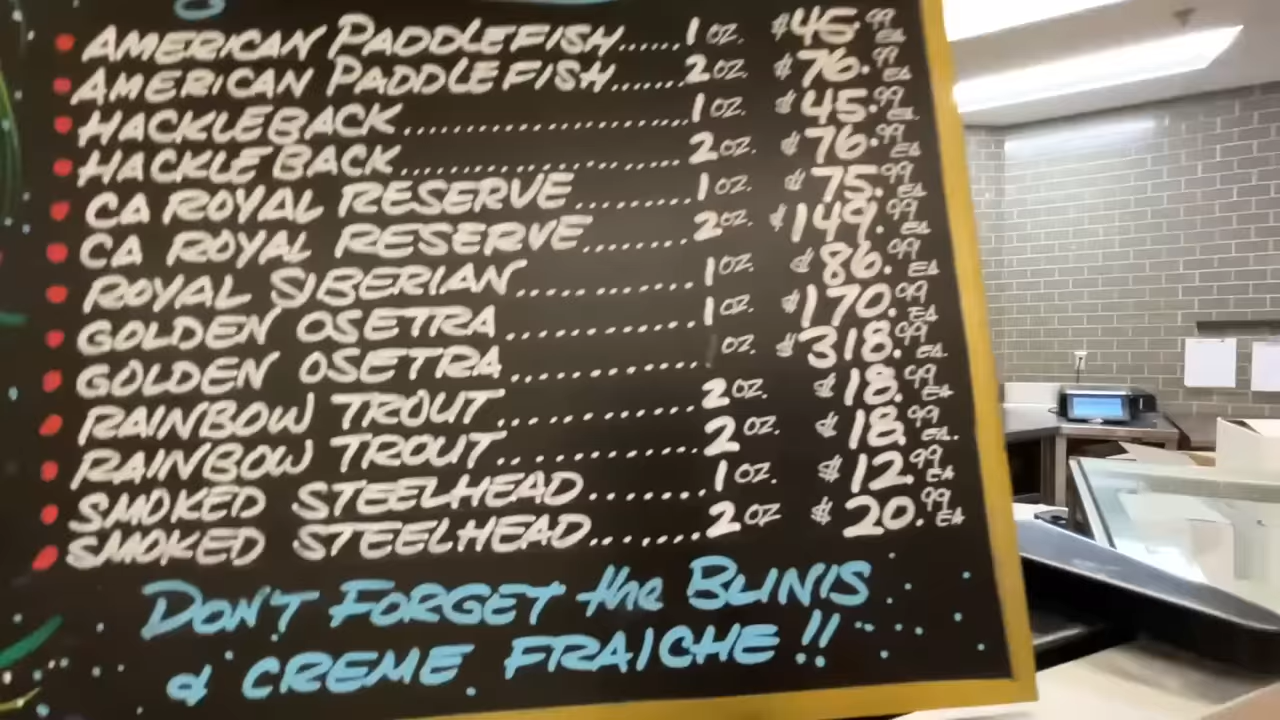 • AMERICAN PADDLEFISH......1 OZ. $45.99 EA
• AMERICAN PADDLEFISH......2 OZ. $76.99 EA
• HACKLEBACK......................1 OZ. $45.99 EA.
• HACKLEBACK......................2 OZ. $76.99 EA
• CA ROYAL RESERVE.........1 OZ. $75.99 EA
• CA ROYAL RESERVE.......2 OZ. $149.99 EA
• ROYAL SIBERIAN.............1 OZ. $86.99 EA
• GOLDEN OSETRA..............1 OZ. $170.99 EA
• GOLDEN OSETRA.............. OZ. $318.99 EA.
• RAINBOW TROUT.............2 OZ. $18.99 EA
• RAINBOW TROUT.............2 OZ. $18.99 EA.
• SMOKED STEELHEAD.......1 OZ. $12.99 EA
• SMOKED STEELHEAD.......2 OZ $20.99 EA
DON'T FORGET the BLINIS
& CREME FRAICHE!!